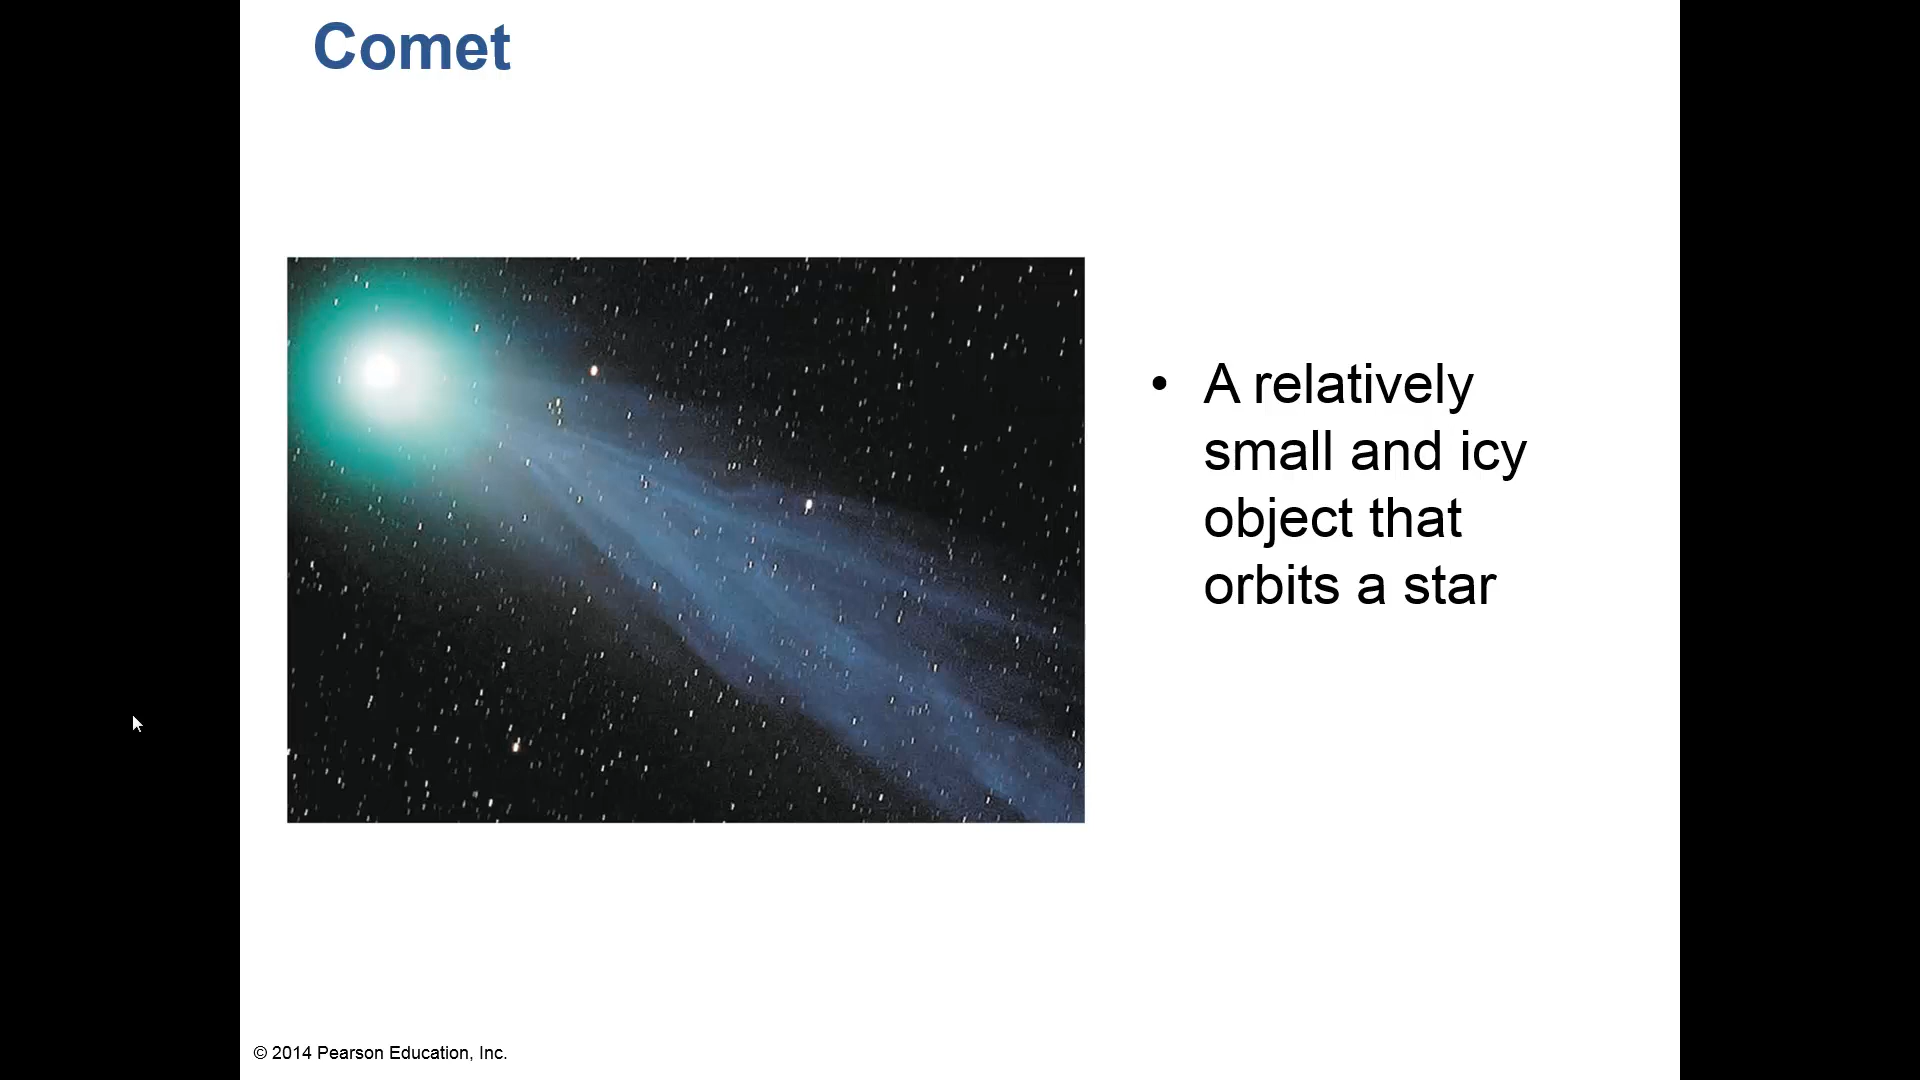 Comet
• A relatively
small and icy
object that
orbits a star
© 2014 Pearson Education, Inc.